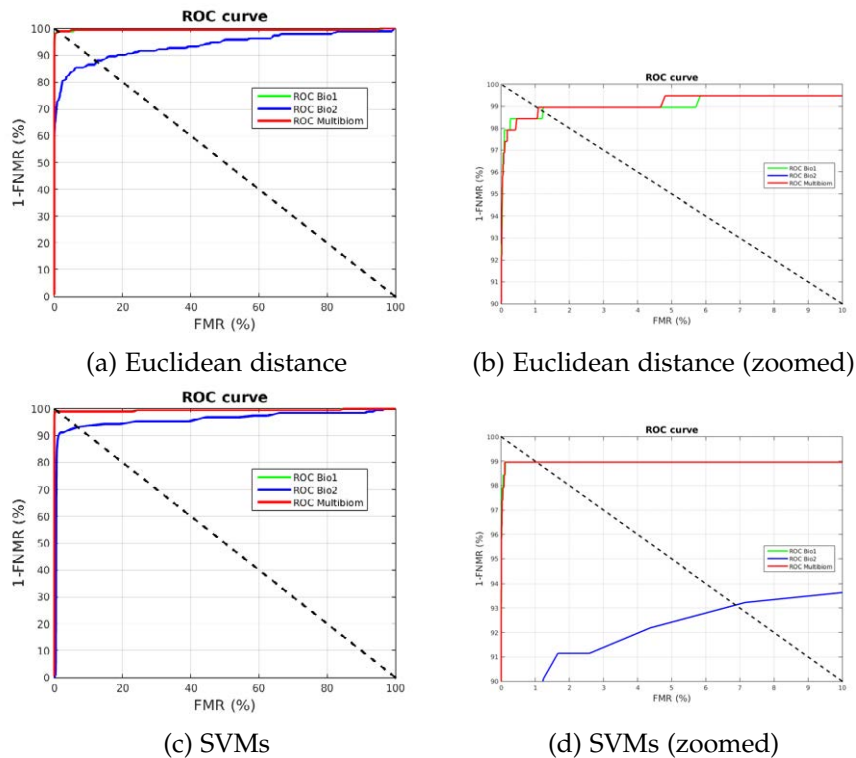 ROC curve
100
90
80
70
60
50
40
30
20
10
0
1-FNMR (%)
ROC Bio1
ROC Bio2
ROC Multibiom
0 20 40 60 80 100
FMR (%)
(a) Euclidean distance
ROC curve
100
99
98
97
96
95
94
93
92
91
90
1-FNMR (%)
ROC Bio1
ROC Bio2
ROC Multibiom
0 1 2 3 4 5 6 7 8 9 10
FMR (%)
(b) Euclidean distance (zoomed)
ROC curve
100
90
80
70
60
50
40
30
20
10
0
1-FNMR (%)
ROC Bio1
ROC Bio2
ROC Multibiom
0 20 40 60 80 100
FMR (%)
(c) SVMs
ROC curve
100
99
98
97
96
95
94
93
92
91
90
1-FNMR (%)
ROC Bio1
ROC Bio2
ROC Multibiom
0 1 2 3 4 5 6 7 8 9 10
FMR (%)
(d) SVMs (zoomed)